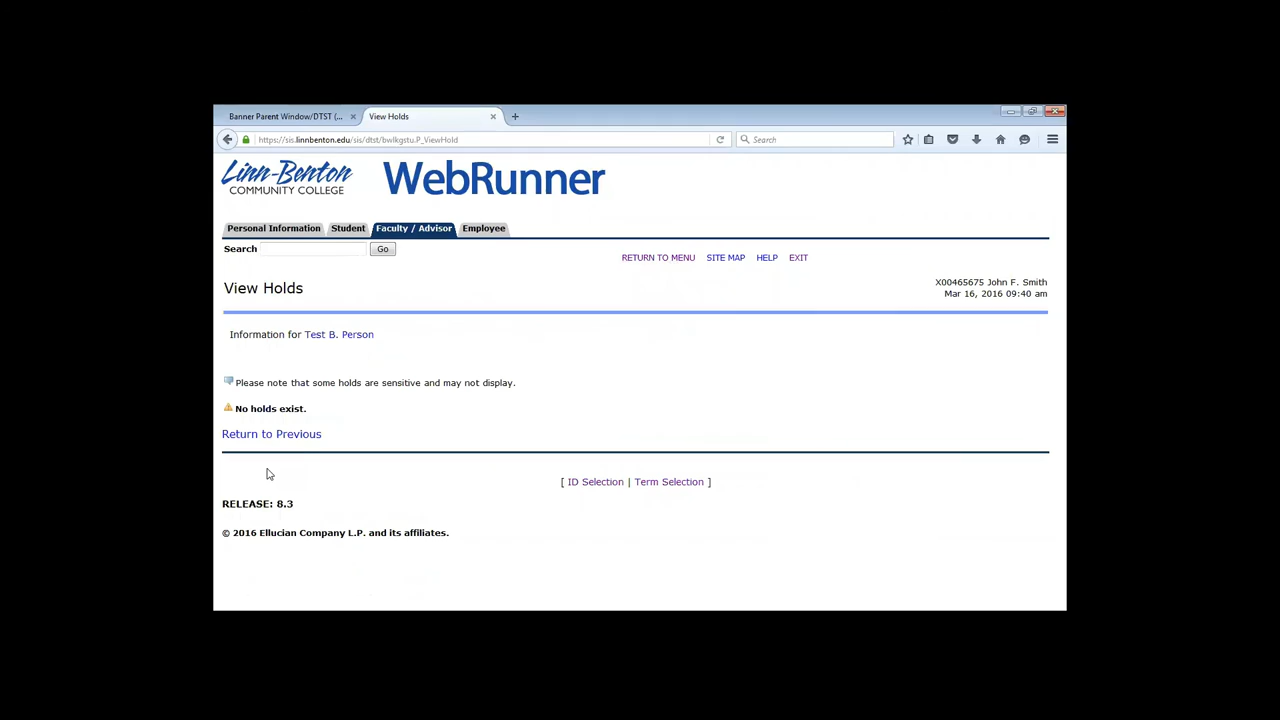 Banner Parent Window/DTST (...
View Holds
https://sis.linnbenton.edu/sis/dtst/bwlkgstu.P_ViewHold
Search
Linn-Benton
COMMUNITY COLLEGE
WebRunner
Personal Information
Student
Faculty / Advisor
Employee
Search
Go
RETURN TO MENU
SITE MAP
HELP
EXIT
View Holds
X00465675 John F. Smith
Mar 16, 2016 09:40 am
Information for Test B. Person
Please note that some holds are sensitive and may not display.
No holds exist.
Return to Previous
[ ID Selection | Term Selection ]
RELEASE: 8.3
© 2016 Ellucian Company L.P. and its affiliates.